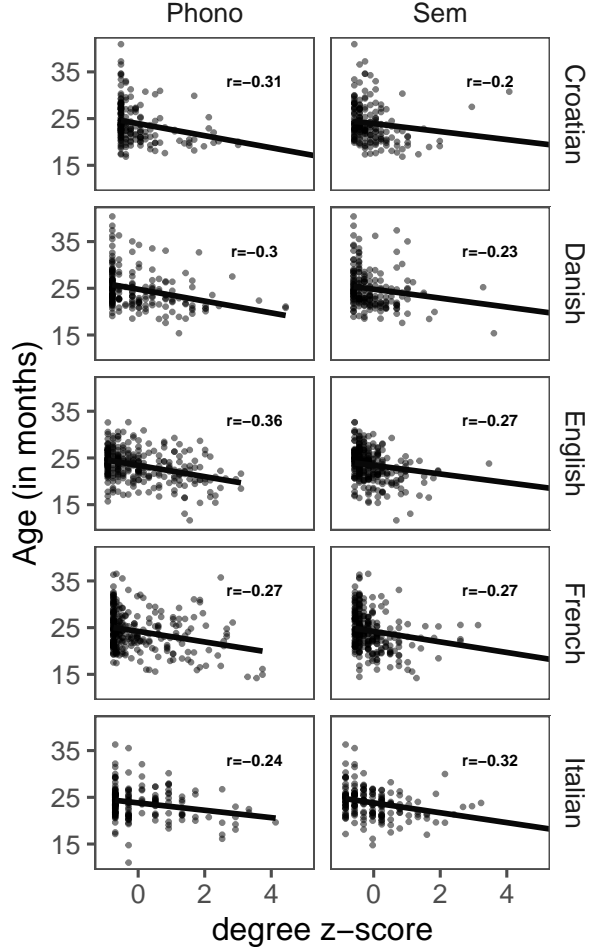 Phono Sem
35
25
15
r=−0.31
r=−0.2
Croatian
35
25
15
r=−0.3
r=−0.23
Danish
35
25
15
r=−0.36
r=−0.27
English
35
25
15
r=−0.27
r=−0.27
French
35
25
15
r=−0.24
r=−0.32
Italian
Age (in months)
0 2 4 0 2 4
degree z−score